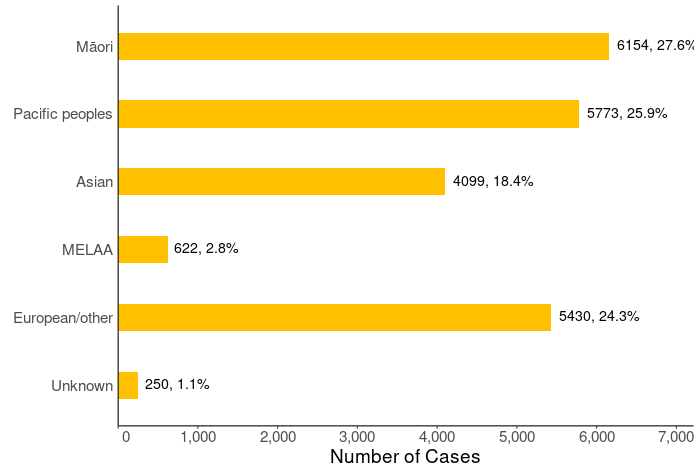 Māori 6154, 27.6%
Pacific peoples 5773, 25.9%
Asian 4099, 18.4%
MELAA 622, 2.8%
European/other 5430, 24.3%
Unknown 250, 1.1%
0 1,000 2,000 3,000 4,000 5,000 6,000 7,000
Number of Cases